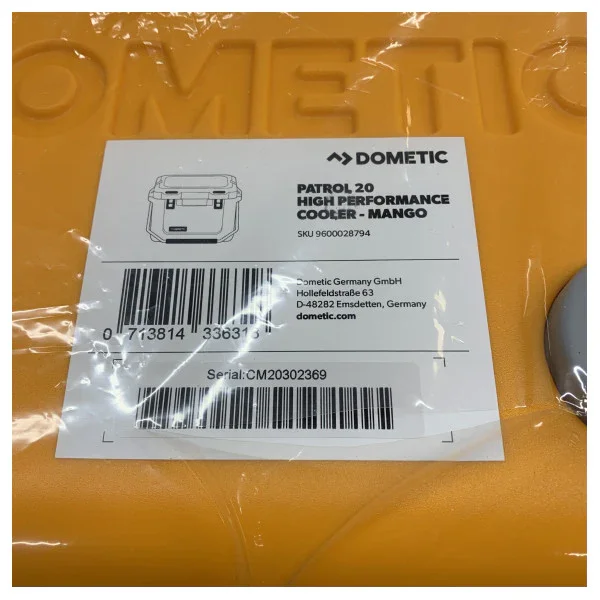 DOMETIC
DOMETIC
PATROL 20
HIGH PERFORMANCE
COOLER - MANGO
SKU 9600028794
Dometic Germany GmbH
Hollefeldstraße 63
D-48282 Emsdetten, Germany
dometic.com
0 713814 336313
Serial:CM20302369